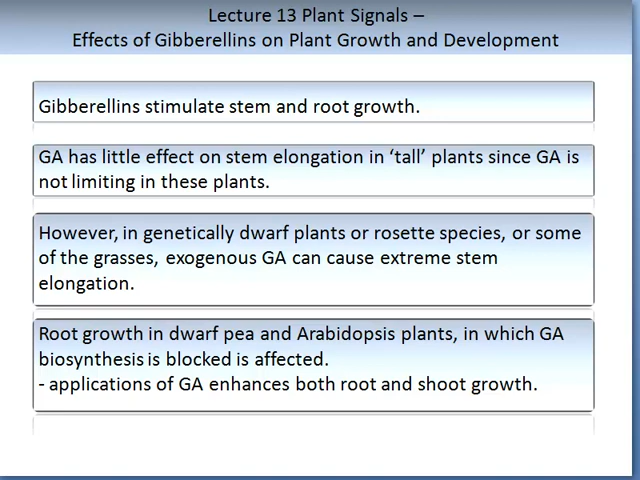 Lecture 13 Plant Signals –
Effects of Gibberellins on Plant Growth and Development
Gibberellins stimulate stem and root growth.
GA has little effect on stem elongation in ‘tall’ plants since GA is
not limiting in these plants.
However, in genetically dwarf plants or rosette species, or some
of the grasses, exogenous GA can cause extreme stem
elongation.
Root growth in dwarf pea and Arabidopsis plants, in which GA
biosynthesis is blocked is affected.
- applications of GA enhances both root and shoot growth.